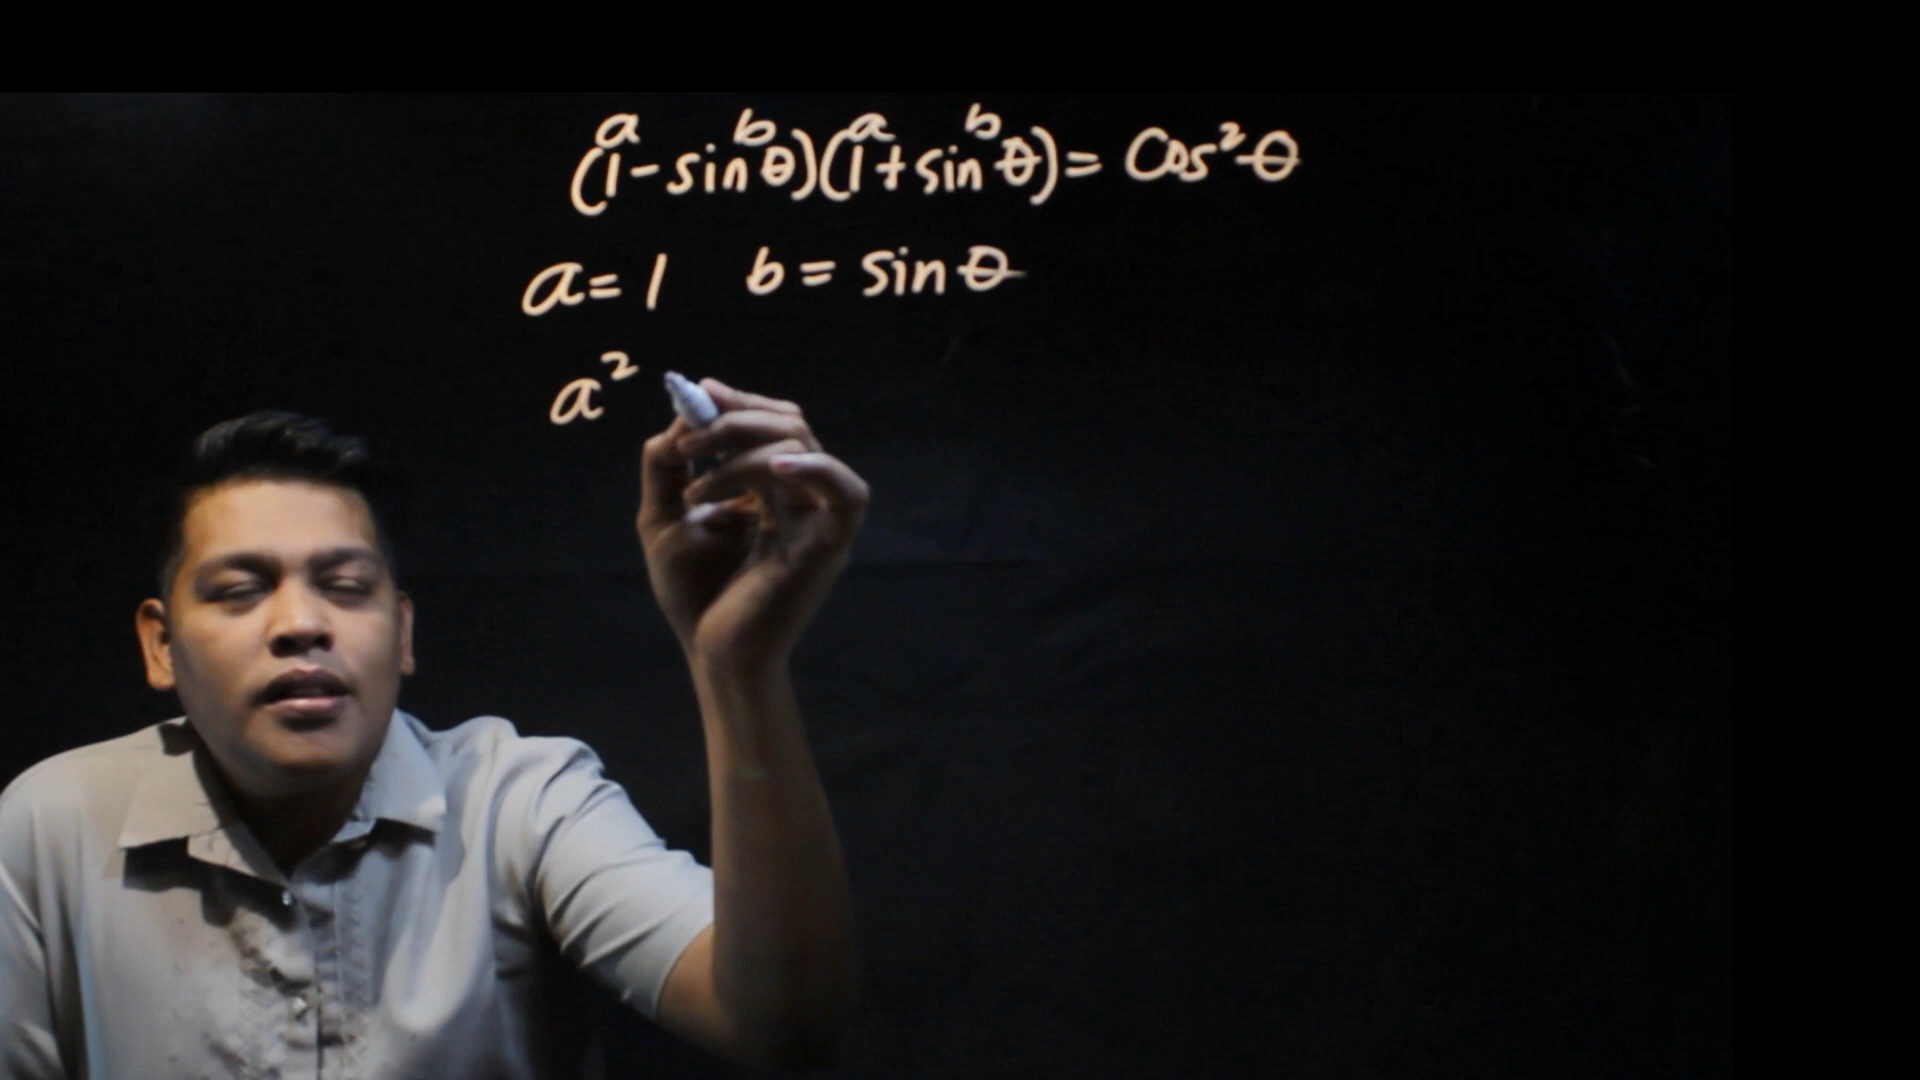 a b a b
(1-sinθ)(1+sinθ)= Cos²θ
a=1 b= sinθ
a²